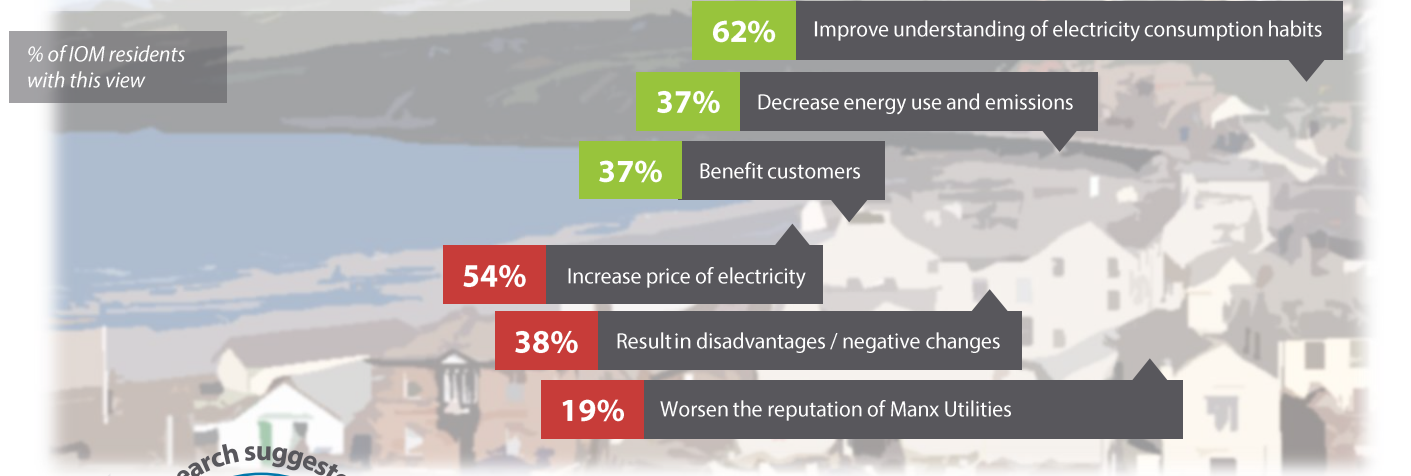 % of IOM residents
with this view
62% Improve understanding of electricity consumption habits
37% Decrease energy use and emissions
37% Benefit customers
54% Increase price of electricity
38% Result in disadvantages / negative changes
19% Worsen the reputation of Manx Utilities